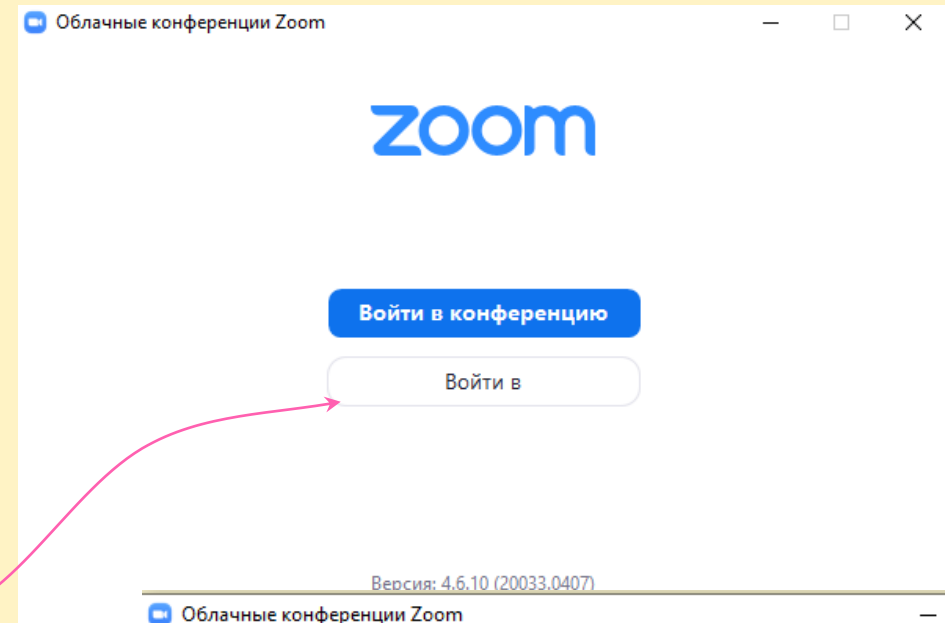 Облачные конференции Zoom
zoom
Войти в конференцию
Войти в
Версия: 4.6.10 (20033.0407)
Облачные конференции Zoom